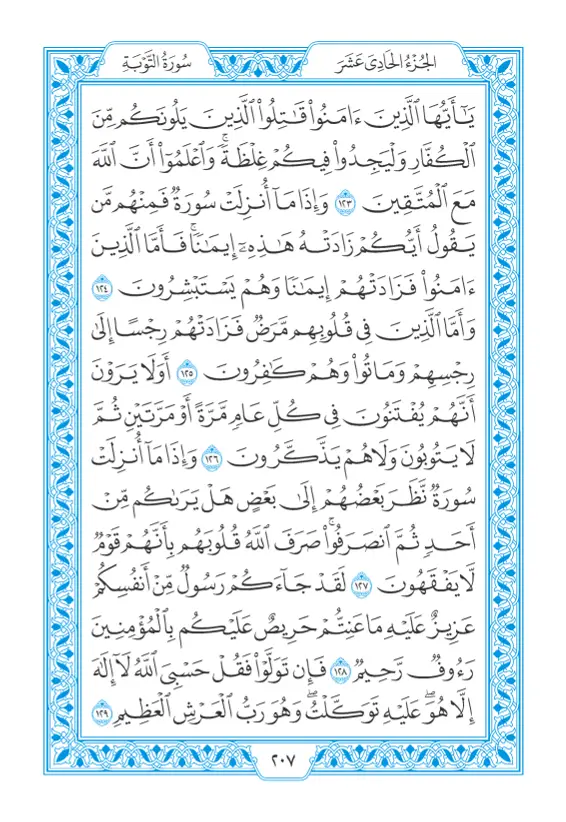 الجُزْءُ الحَادِيَ عَشَرَ
سُورَةُ التَّوْبَةِ
يَـٰٓأَيُّهَا ٱلَّذِينَ ءَامَنُواْ قَـٰتِلُواْ ٱلَّذِينَ يَلُونَكُم مِّنَ
ٱلْكُفَّارِ وَلْيَجِدُواْ فِيكُمْ غِلْظَةًۚ وَٱعْلَمُوٓاْ أَنَّ ٱللَّهَ
مَعَ ٱلْمُتَّقِينَ ١٢٣ وَإِذَا مَآ أُنزِلَتْ سُورَةٌ فَمِنْهُم مَّن
يَقُولُ أَيُّكُمْ زَادَتْهُ هَـٰذِهِۦٓ إِيمَـٰنًاۚ فَأَمَّا ٱلَّذِينَ
ءَامَنُواْ فَزَادَتْهُمْ إِيمَـٰنًا وَهُمْ يَسْتَبْشِرُونَ ١٢٤
وَأَمَّا ٱلَّذِينَ فِى قُلُوبِهِم مَّرَضٌ فَزَادَتْهُمْ رِجْسًا إِلَىٰ
رِجْسِهِمْ وَمَاتُواْ وَهُمْ كَـٰفِرُونَ ١٢٥ أَوَلَا يَرَوْنَ
أَنَّهُمْ يُفْتَنُونَ فِى كُلِّ عَامٍ مَّرَّةً أَوْ مَرَّتَيْنِ ثُمَّ
لَا يَتُوبُونَ وَلَا هُمْ يَذَّكَّرُونَ ١٢٦ وَإِذَا مَآ أُنزِلَتْ
سُورَةٌ نَّظَرَ بَعْضُهُمْ إِلَىٰ بَعْضٍ هَلْ يَرَىٰكُم مِّنْ
أَحَدٍ ثُمَّ ٱنصَرَفُواْۚ صَرَفَ ٱللَّهُ قُلُوبَهُم بِأَنَّهُمْ قَوْمٌ
لَّا يَفْقَهُونَ ١٢٧ لَقَدْ جَآءَكُمْ رَسُولٌ مِّنْ أَنفُسِكُمْ
عَزِيزٌ عَلَيْهِ مَا عَنِتُّمْ حَرِيصٌ عَلَيْكُم بِٱلْمُؤْمِنِينَ
رَءُوفٌ رَّحِيمٌ ١٢٨ فَإِن تَوَلَّوْاْ فَقُلْ حَسْبِىَ ٱللَّهُ لَآ إِلَـٰهَ
إِلَّا هُوَۖ عَلَيْهِ تَوَكَّلْتُۖ وَهُوَ رَبُّ ٱلْعَرْشِ ٱلْعَظِيمِ ١٢٩
٢٠٧